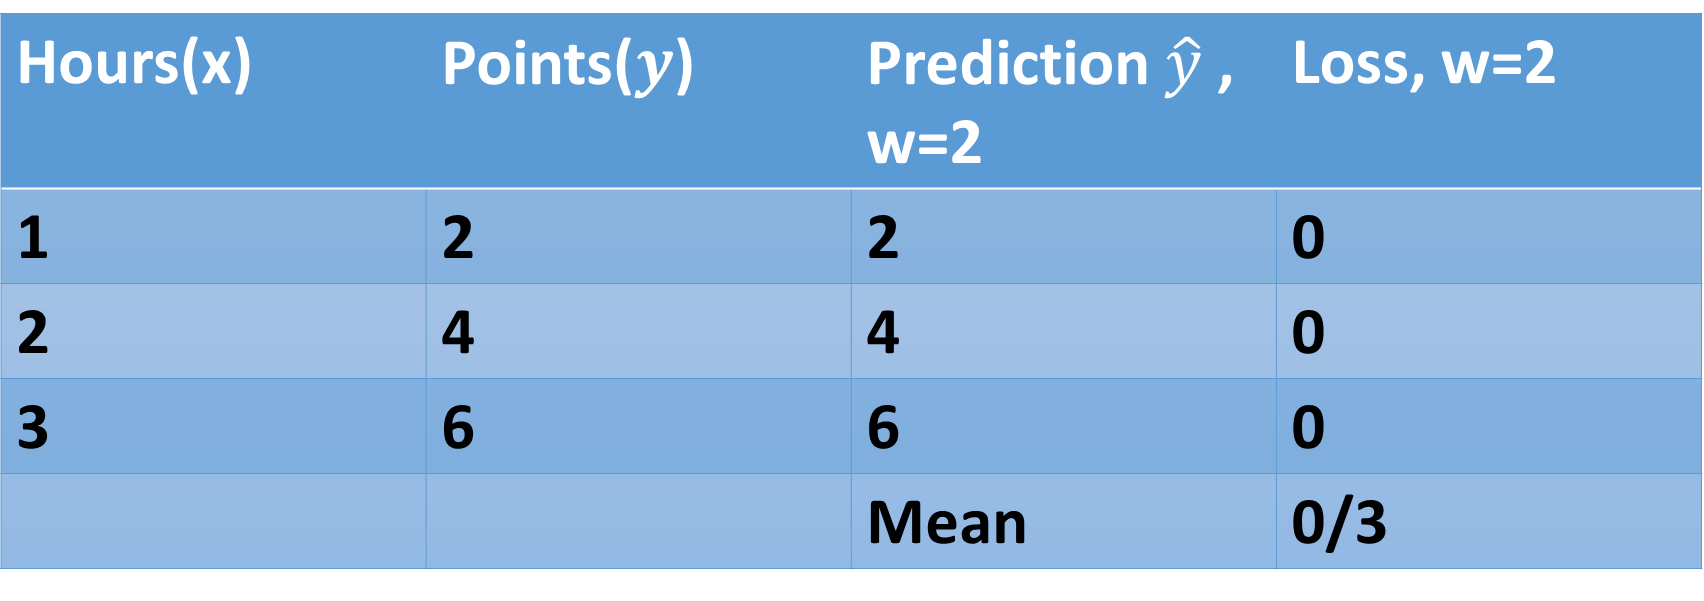 Hours(x) Points(y) Prediction ŷ , Loss, w=2
w=2
1 2 2 0
2 4 4 0
3 6 6 0
Mean 0/3